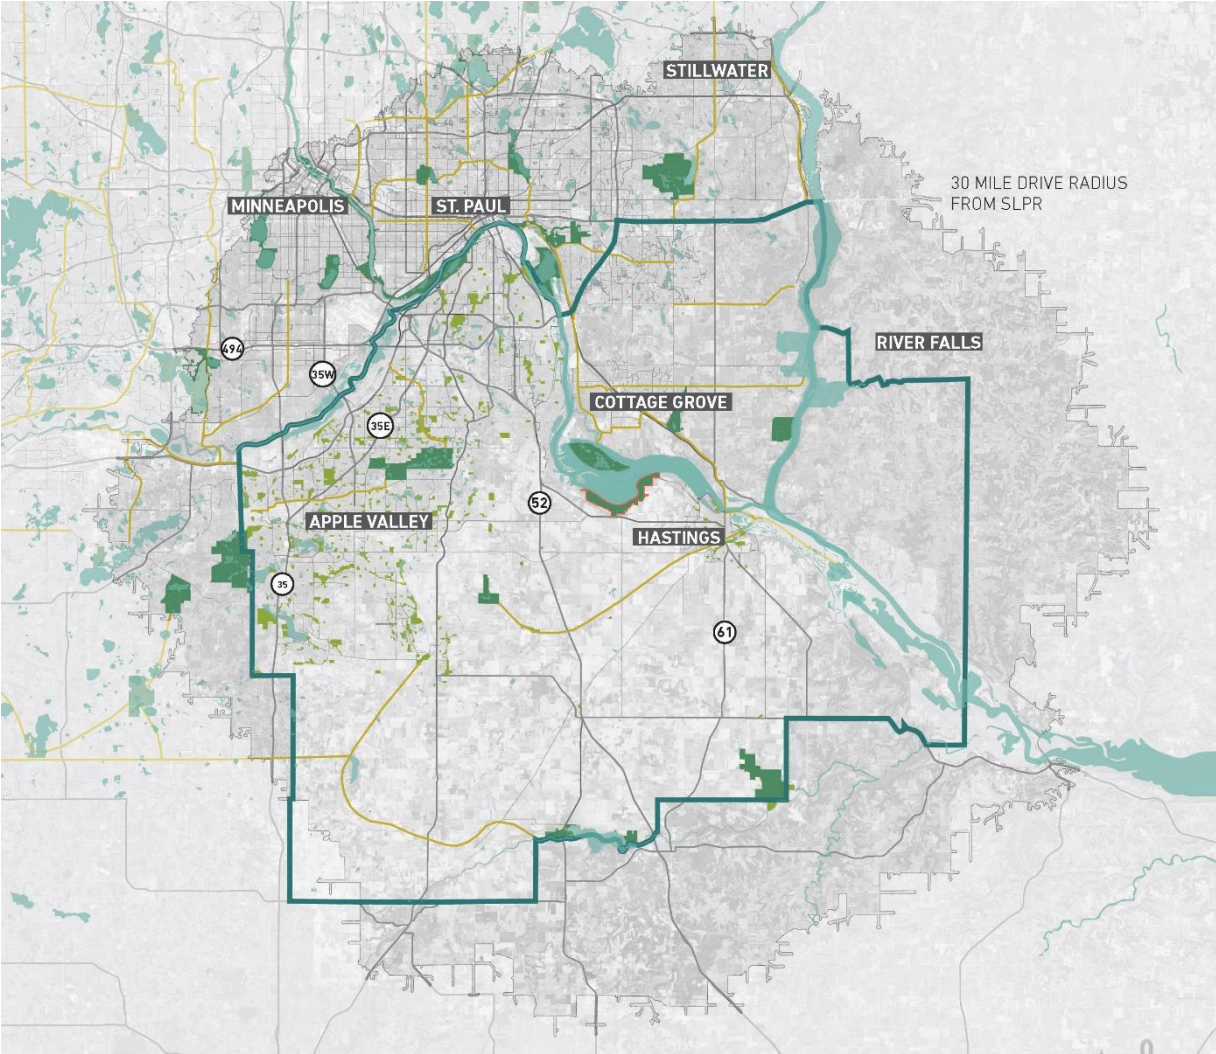 STILLWATER
30 MILE DRIVE RADIUS
FROM SLPR
MINNEAPOLIS
ST. PAUL
RIVER FALLS
494
35W
COTTAGE GROVE
35E
52
APPLE VALLEY
HASTINGS
35
61
0